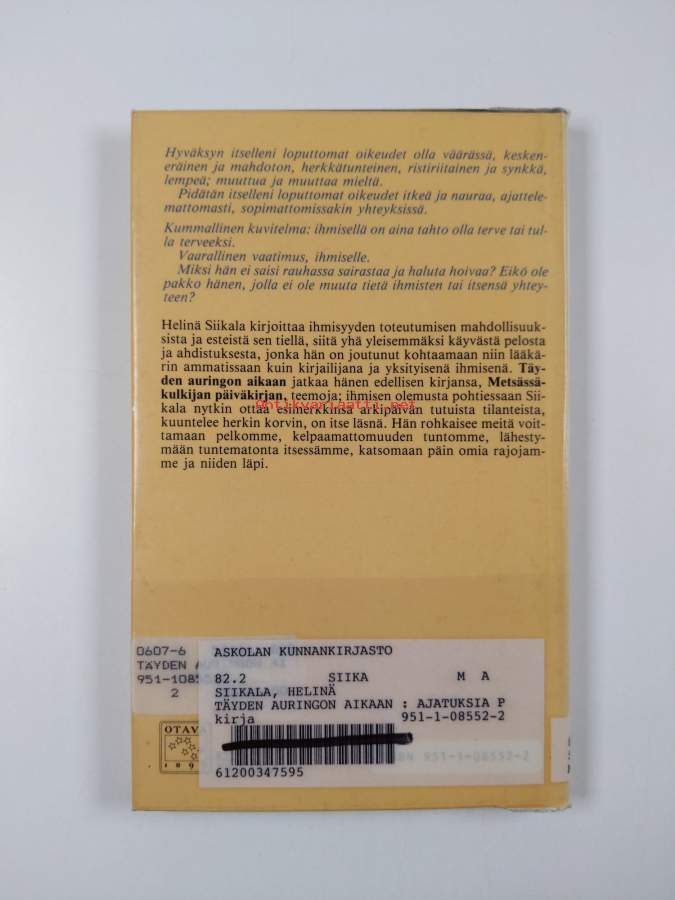 Hyväksyn itselleni loputtomat oikeudet olla väärässä, kesken-
eräinen ja mahdoton, herkkätunteinen, ristiriitainen ja synkkä,
lempeä; muuttua ja muuttaa mieltä.
Pidätän itselleni loputtomat oikeudet itkeä ja nauraa, ajattele-
mattomasti, sopimattomissakin yhteyksissä.
Kummallinen kuvitelma: ihmisellä on aina tahto olla terve tai tul-
la terveeksi.
Vaarallinen vaatimus, ihmiselle.
Miksi hän ei saisi rauhassa sairastaa ja haluta hoivaa? Eikö ole
pakko hänen, jolla ei ole muuta tietä ihmisten tai itsensä yhtey-
teen?
Helinä Siikala kirjoittaa ihmisyyden toteutumisen mahdollisuuk-
sista ja esteistä sen tiellä, siitä yhä yleisemmäksi käyvästä pelosta
ja ahdistuksesta, jonka hän on joutunut kohtaamaan niin lääkä-
rin ammatissaan kuin kirjailijana ja yksityisenä ihmisenä. Täy-
den auringon aikaan jatkaa hänen edellisen kirjansa, Metsässä-
kulkijan päiväkirjan, teemoja; ihmisen olemusta pohtiessaan Sii-
kala nytkin ottaa esimerkkinsä arkipäivän tutuista tilanteista,
kuuntelee herkin korvin, on itse läsnä. Hän rohkaisee meitä voit-
tamaan pelkomme, kelpaamattomuuden tuntomme, lähesty-
mään tuntematonta itsessämme, katsomaan päin omia rajojam-
me ja niiden läpi.
Antikvariaatti.net
0607-6
TÄYDEN A
951-1085
2
ASKOLAN KUNNANKIRJASTO
82.2 SIIKA M A
SIIKALA, HELINÄ
TÄYDEN AURINGON AIKAAN : AJATUKSIA P
kirja 951-1-08552-2
61200347595
OTAVA
1890
951-1-08552-2